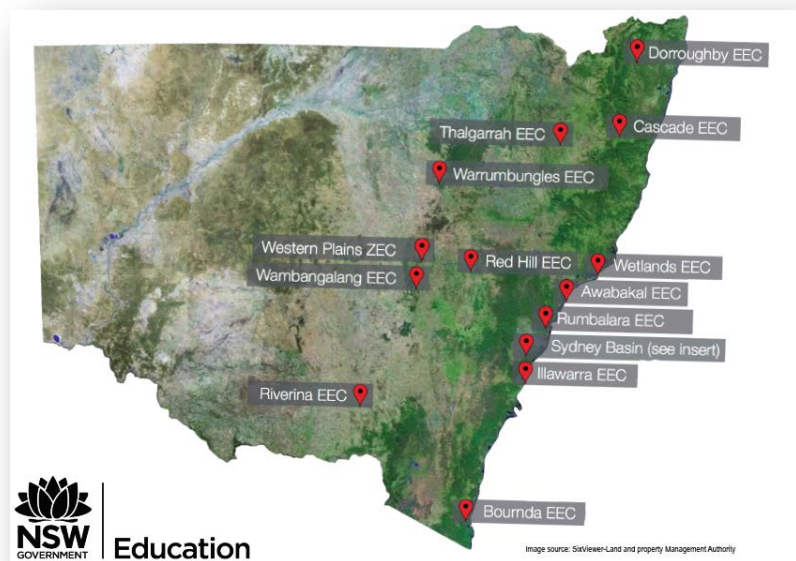 Dorroughby EEC
Thalgarrah EEC
Cascade EEC
Warrumbungles EEC
Western Plains ZEC
Red Hill EEC
Wetlands EEC
Wambangalang EEC
Awabakal EEC
Rumbalara EEC
Sydney Basin (see insert)
Illawarra EEC
Riverina EEC
Bournda EEC
NSW
GOVERNMENT
Education
Image source: SixViewer-Land and property Management Authority